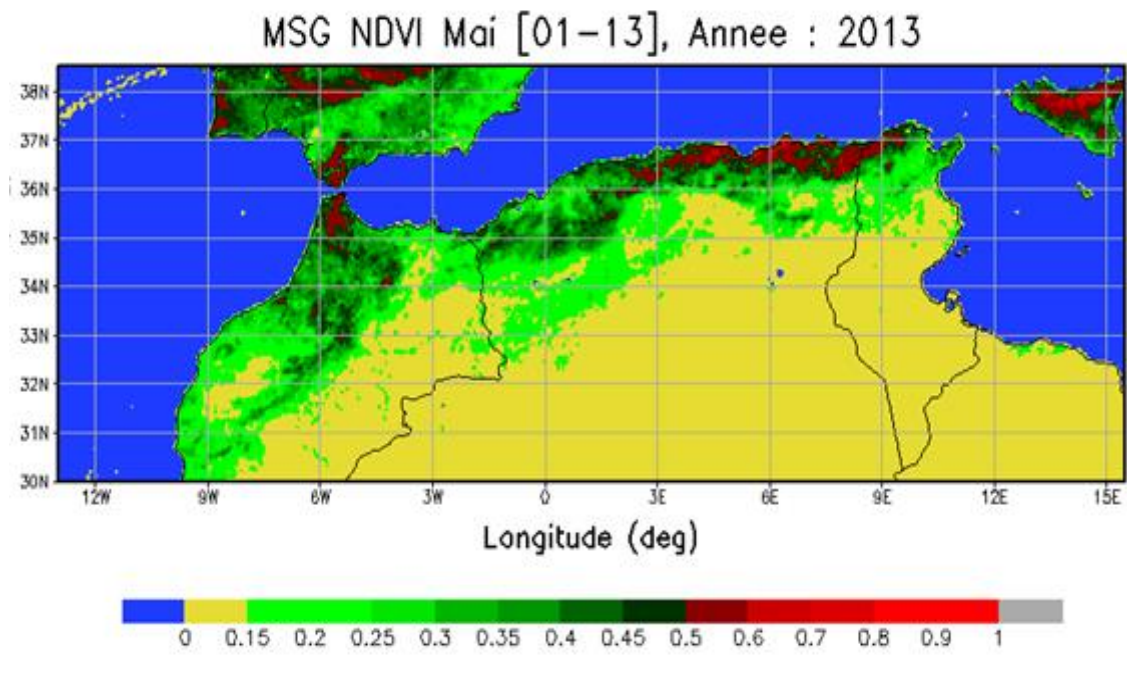 MSG NDVI Mai [01-13], Annee : 2013
38N
37N
36N
35N
34N
33N
32N
31N
30N
12W 9W 6W 3W 0 3E 6E 9E 12E 15E
Longitude (deg)
0 0.15 0.2 0.25 0.3 0.35 0.4 0.45 0.5 0.6 0.7 0.8 0.9 1